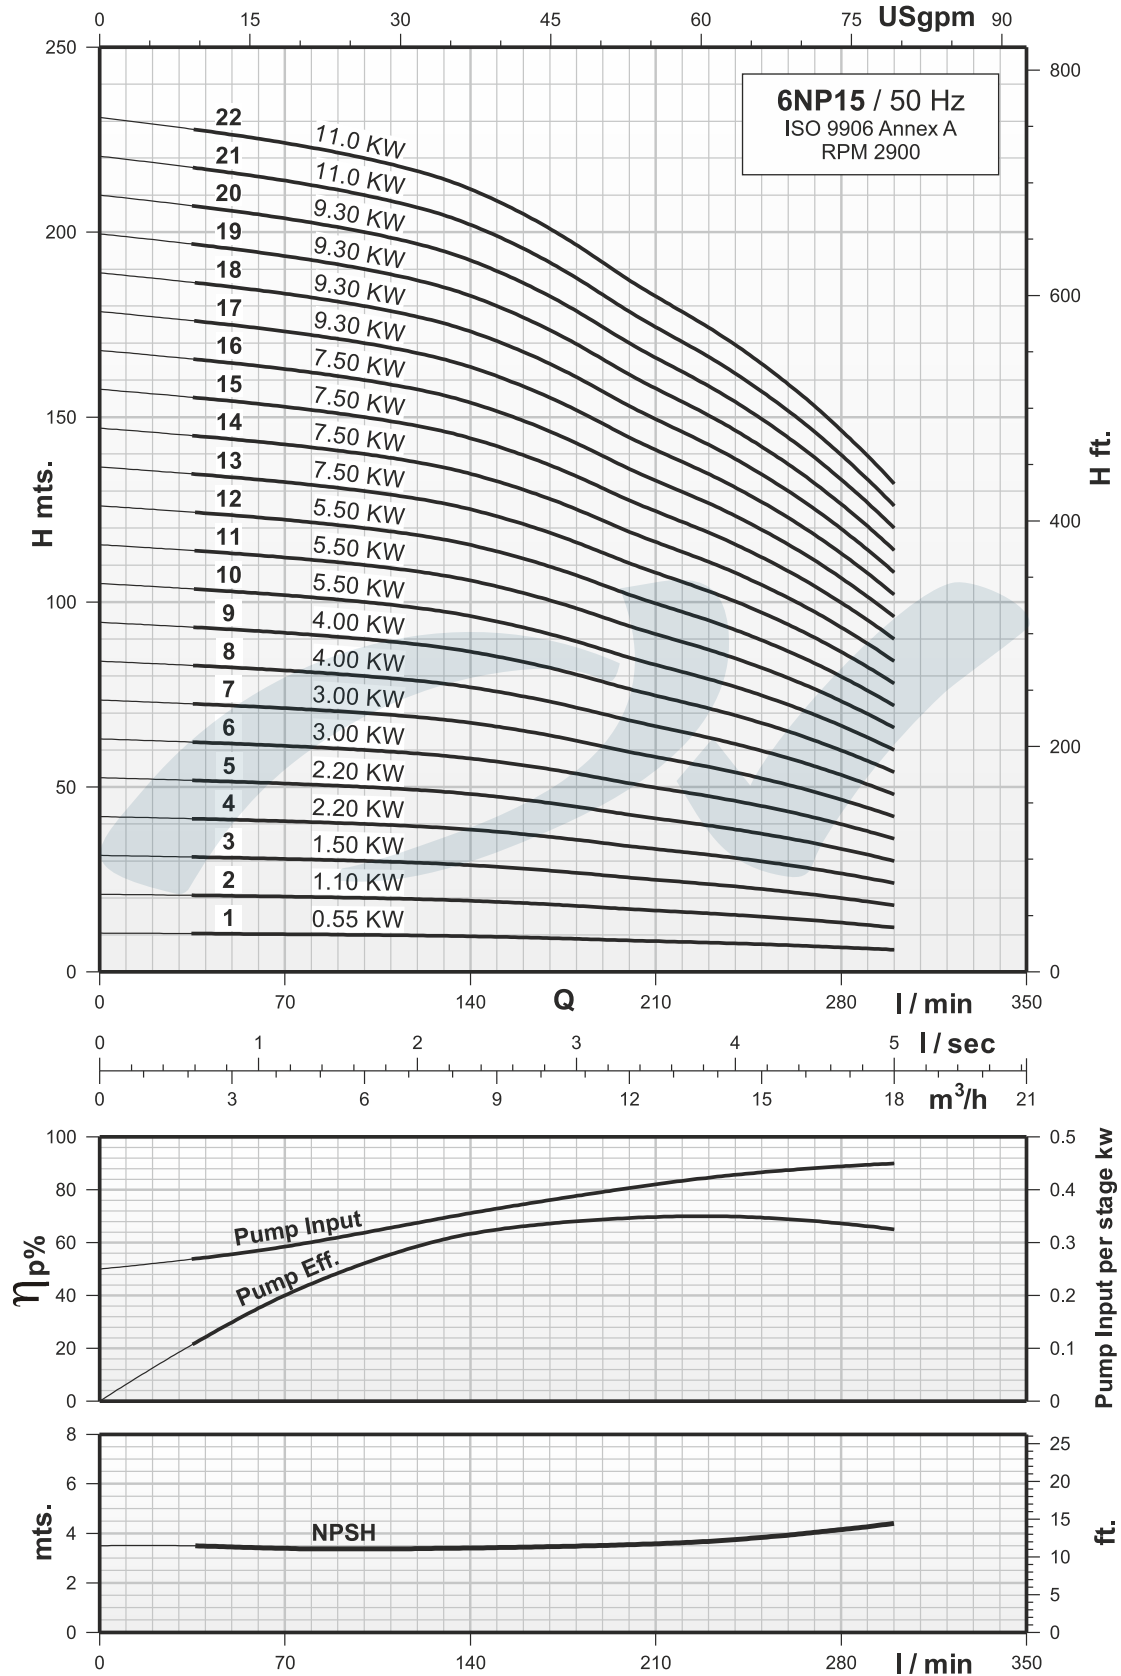 0 15 30 45 60 75 USgpm 90
250
200
150
100
50
0
H mts.
800
600
400
200
0
H ft.
6NP15 / 50 Hz
ISO 9906 Annex A
RPM 2900
22 11.0 KW
21 11.0 KW
20 9.30 KW
19 9.30 KW
18 9.30 KW
17 9.30 KW
16 7.50 KW
15 7.50 KW
14 7.50 KW
13 7.50 KW
12 5.50 KW
11 5.50 KW
10 5.50 KW
9 4.00 KW
8 4.00 KW
7 3.00 KW
6 3.00 KW
5 2.20 KW
4 2.20 KW
3 1.50 KW
2 1.10 KW
1 0.55 KW
0 70 140 Q 210 280 l / min 350
0 1 2 3 4 5 l / sec
0 3 6 9 12 15 18 m³/h 21
100
80
60
40
20
0
ηp%
Pump Input
Pump Eff.
0.5
0.4
0.3
0.2
0.1
0
Pump Input per stage kw
8
6
4
2
0
mts.
NPSH
25
20
15
10
5
0
ft.
0 70 140 210 280 l / min 350